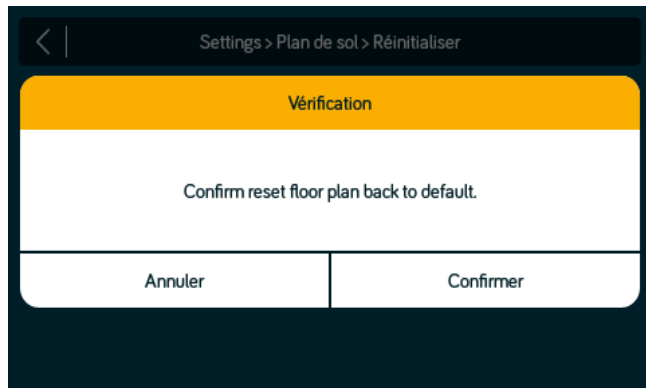 Settings > Plan de sol > Réinitialiser
Vérification
Confirm reset floor plan back to default.
Annuler
Confirmer